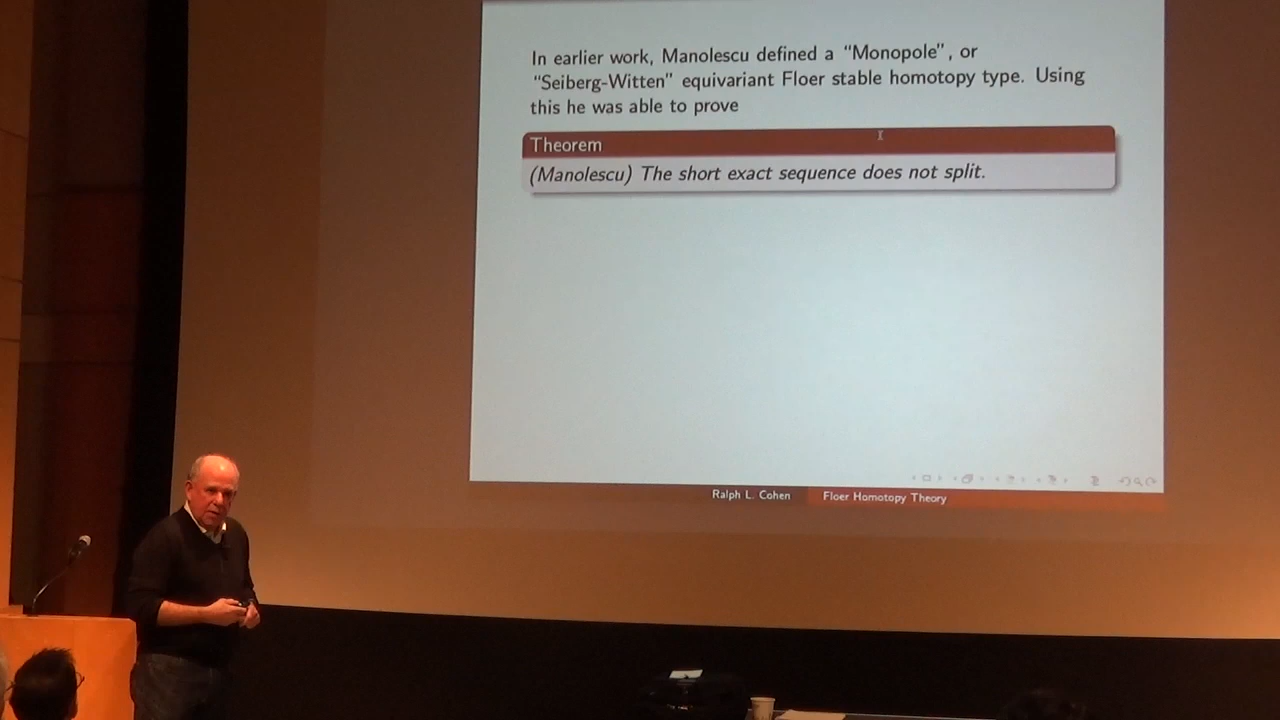 In earlier work, Manolescu defined a “Monopole”, or
“Seiberg-Witten” equivariant Floer stable homotopy type. Using
this he was able to prove
Theorem
(Manolescu) The short exact sequence does not split.
Ralph L. Cohen
Floer Homotopy Theory